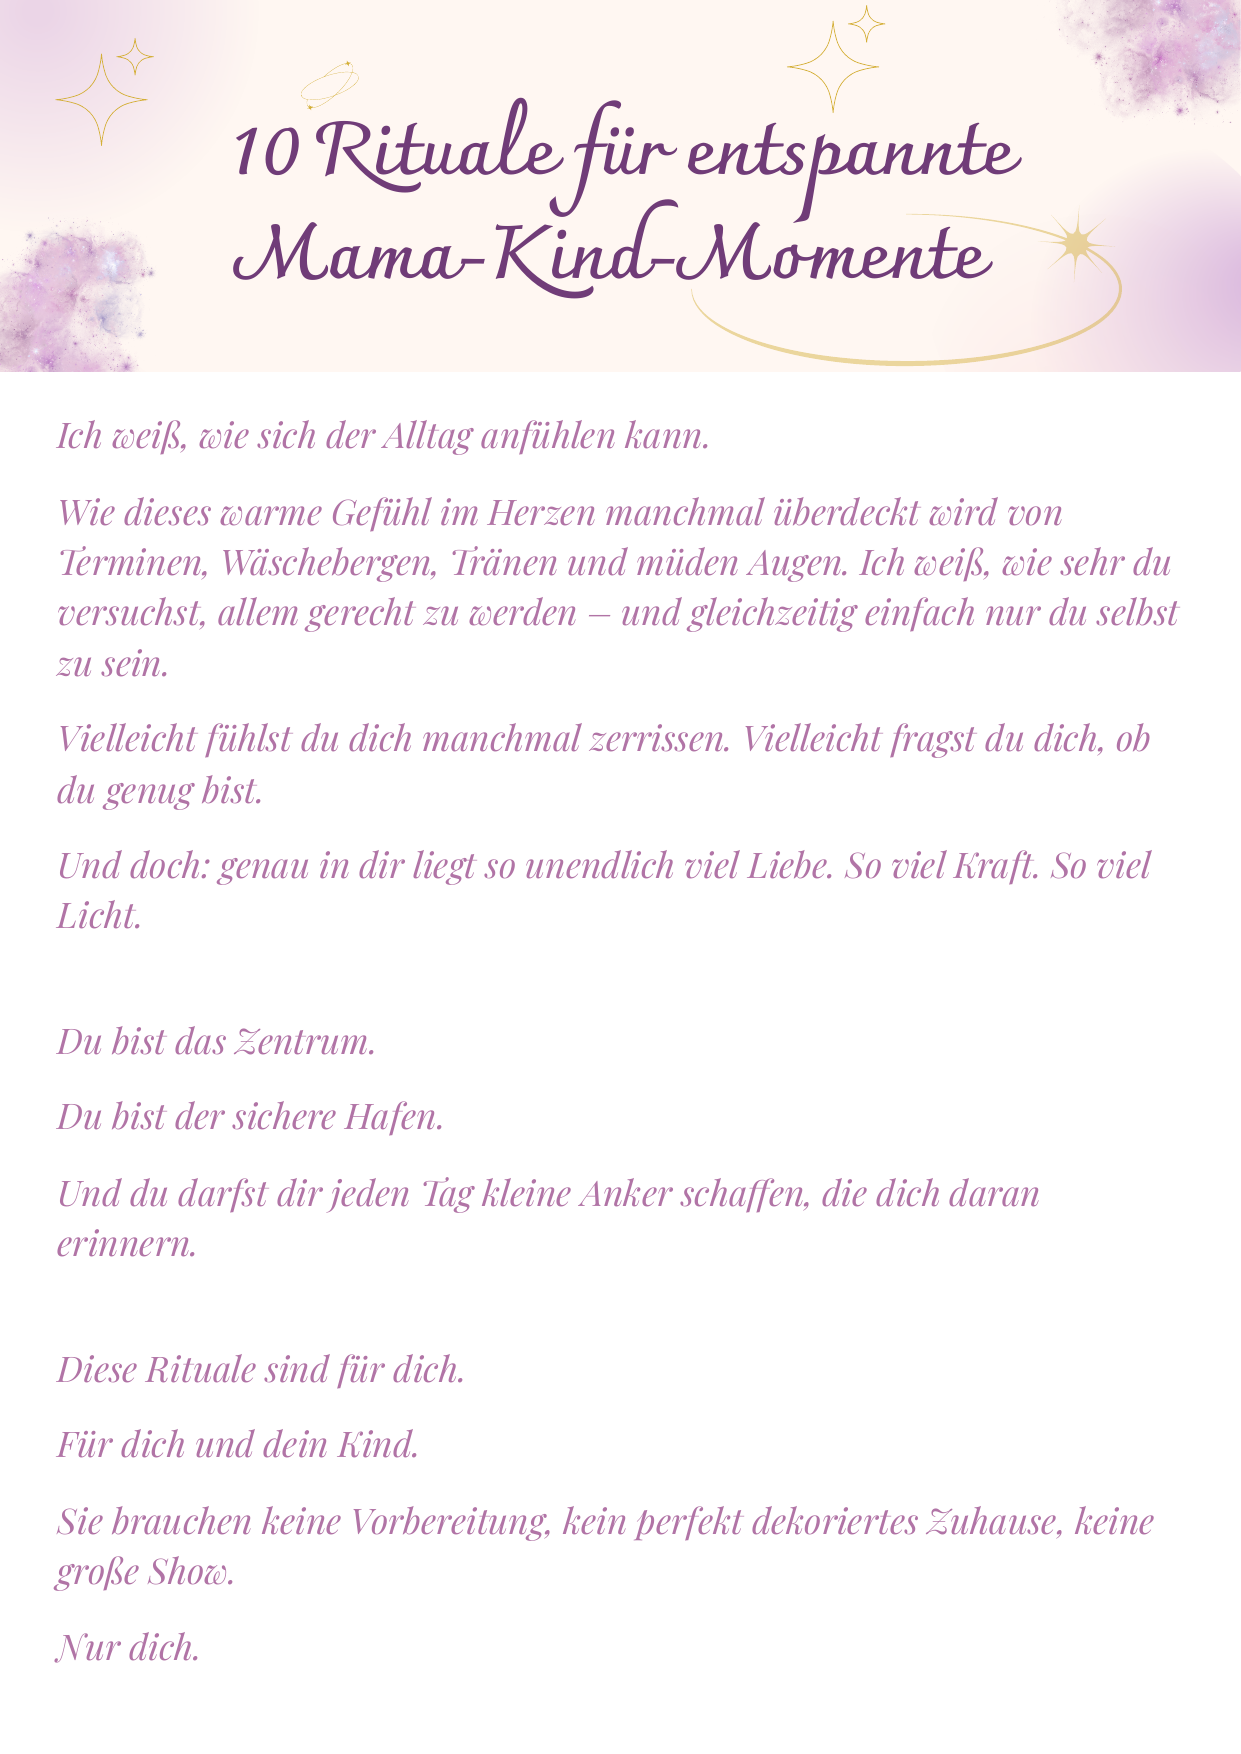 10 Rituale für entspannte
Mama-Kind-Momente
Ich weiß, wie sich der Alltag anfühlen kann.
Wie dieses warme Gefühl im Herzen manchmal überdeckt wird von
Terminen, Wäschebergen, Tränen und müden Augen. Ich weiß, wie sehr du
versuchst, allem gerecht zu werden – und gleichzeitig einfach nur du selbst
zu sein.
Vielleicht fühlst du dich manchmal zerrissen. Vielleicht fragst du dich, ob
du genug bist.
Und doch: genau in dir liegt so unendlich viel Liebe. So viel Kraft. So viel
Licht.
Du bist das Zentrum.
Du bist der sichere Hafen.
Und du darfst dir jeden Tag kleine Anker schaffen, die dich daran
erinnern.
Diese Rituale sind für dich.
Für dich und dein Kind.
Sie brauchen keine Vorbereitung, kein perfekt dekoriertes Zuhause, keine
große Show.
Nur dich.